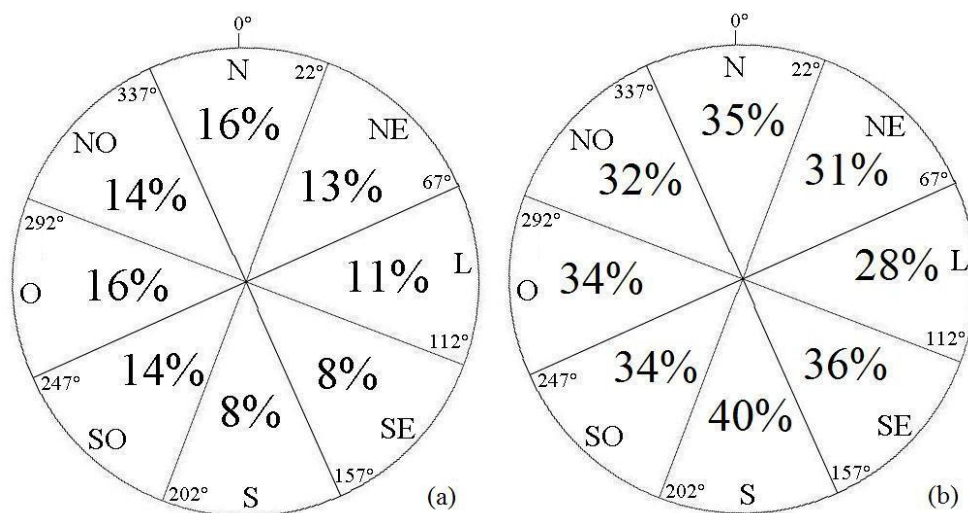 0°
N
22°
337°
16%
NO
NE
14%
13%
67°
292°
O
16%
11%
L
112°
14%
8%
8%
247°
SO
SE
157°
202°
S
(a)
0°
N
22°
337°
35%
NO
NE
32%
31%
67°
292°
O
34%
28%
L
112°
34%
36%
40%
247°
SO
SE
157°
202°
S
(b)